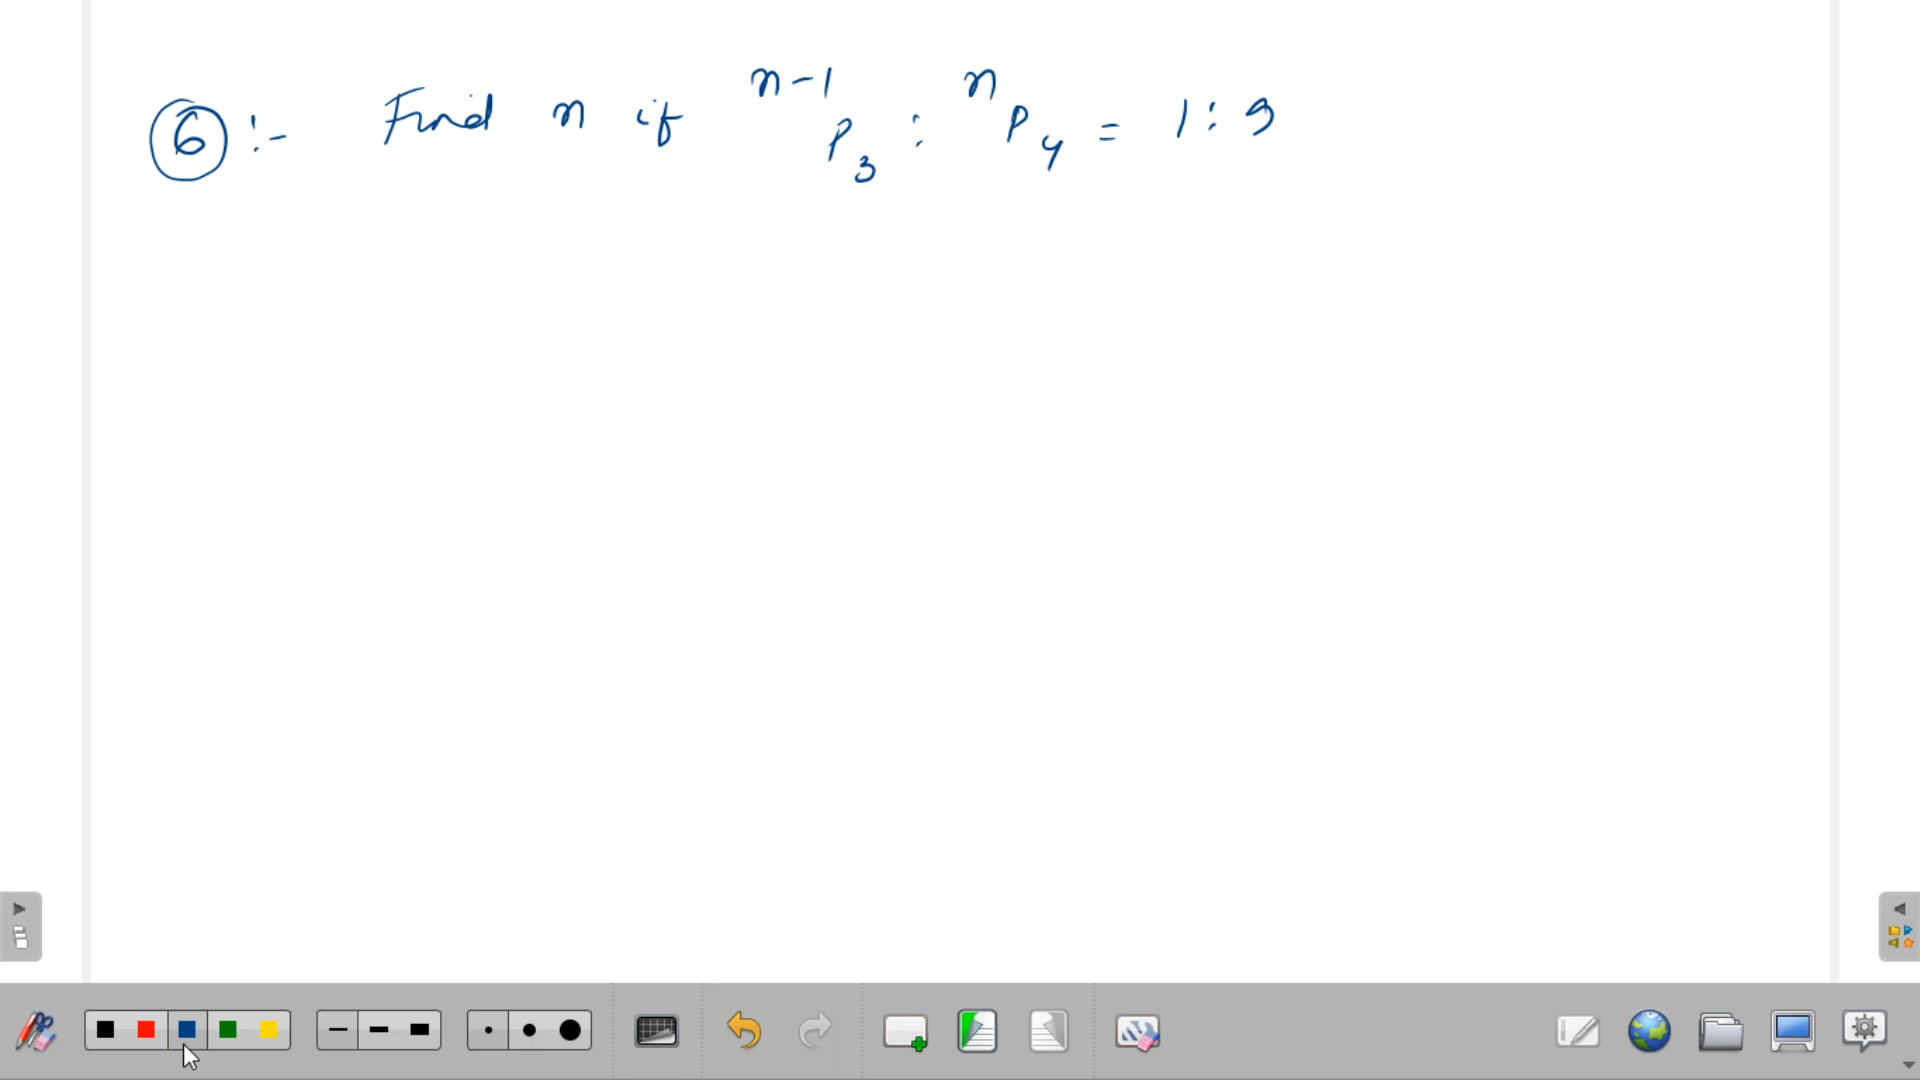 ⑥:- Find n if ⁿ⁻¹P₃ : ⁿP₄ = 1 : 9